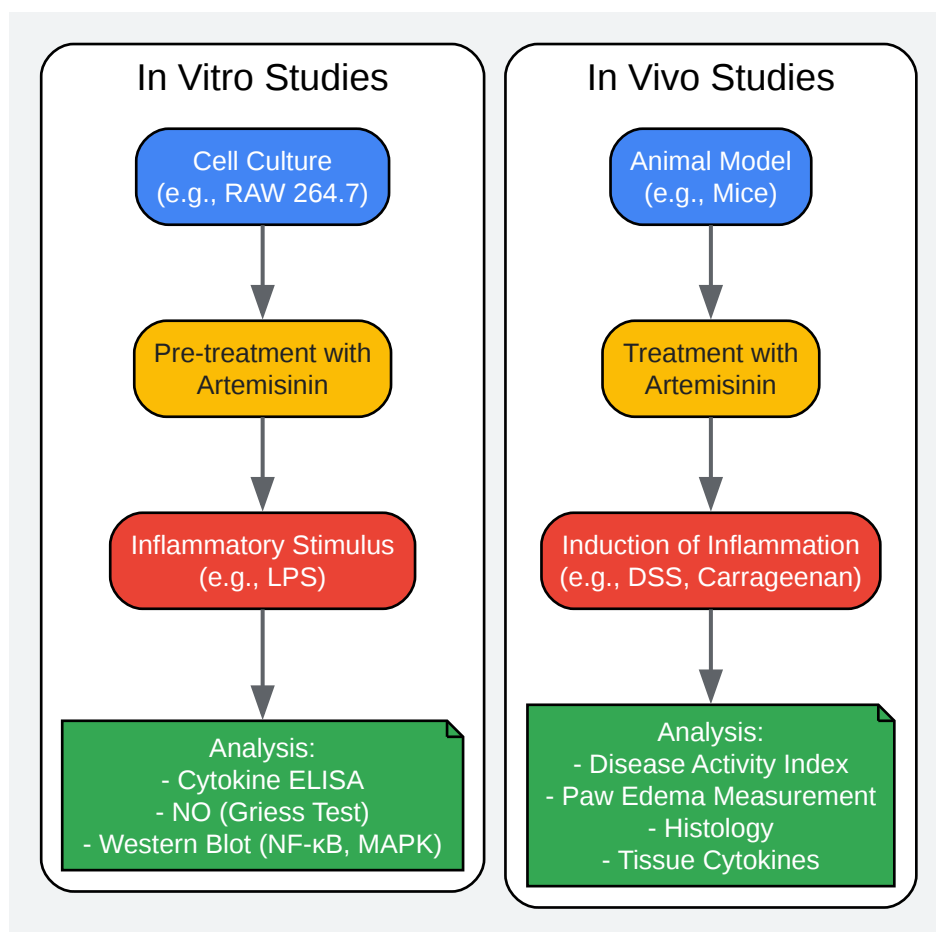 In Vitro Studies
Cell Culture
(e.g., RAW 264.7)
Pre-treatment with
Artemisinin
Inflammatory Stimulus
(e.g., LPS)
Analysis:
- Cytokine ELISA
- NO (Griess Test)
- Western Blot (NF-κB, MAPK)
In Vivo Studies
Animal Model
(e.g., Mice)
Treatment with
Artemisinin
Induction of Inflammation
(e.g., DSS, Carrageenan)
Analysis:
- Disease Activity Index
- Paw Edema Measurement
- Histology
- Tissue Cytokines